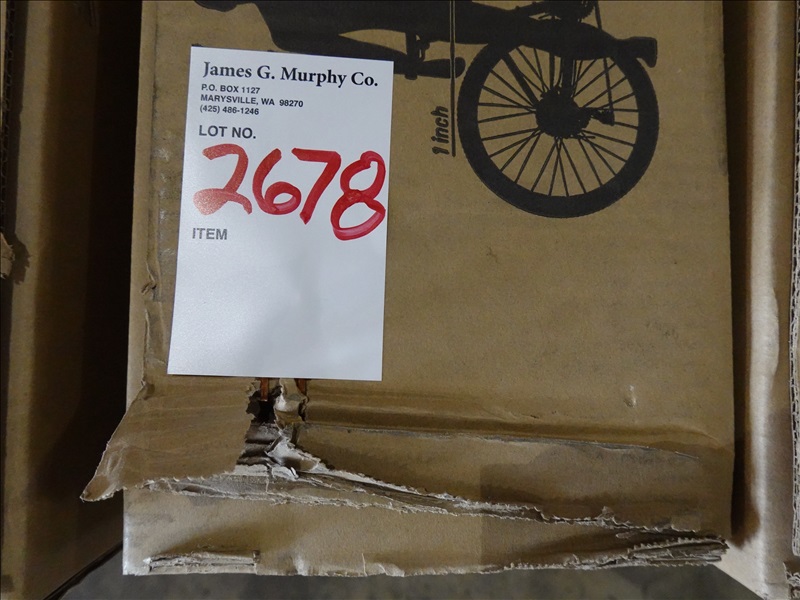 James G. Murphy Co.
P.O. BOX 1127
MARYSVILLE, WA 98270
(425) 486-1246
LOT NO.
2678
ITEM
1 inch